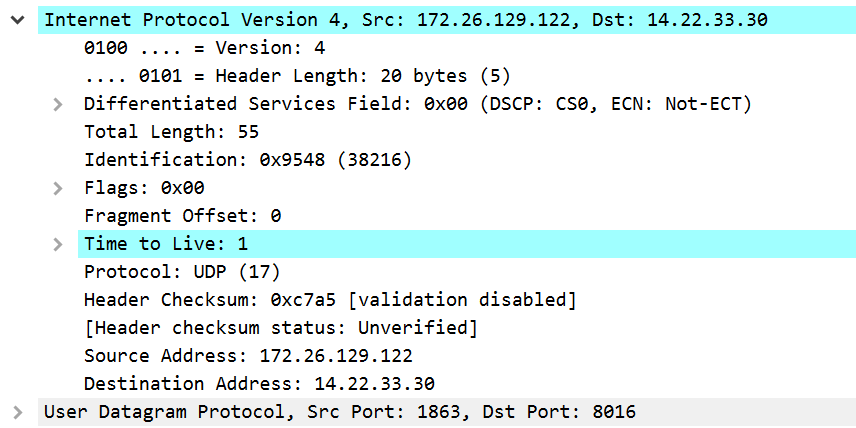 Internet Protocol Version 4, Src: 172.26.129.122, Dst: 14.22.33.30
0100 .... = Version: 4
.... 0101 = Header Length: 20 bytes (5)
Differentiated Services Field: 0x00 (DSCP: CS0, ECN: Not-ECT)
Total Length: 55
Identification: 0x9548 (38216)
Flags: 0x00
Fragment Offset: 0
Time to Live: 1
Protocol: UDP (17)
Header Checksum: 0xc7a5 [validation disabled]
[Header checksum status: Unverified]
Source Address: 172.26.129.122
Destination Address: 14.22.33.30
User Datagram Protocol, Src Port: 1863, Dst Port: 8016